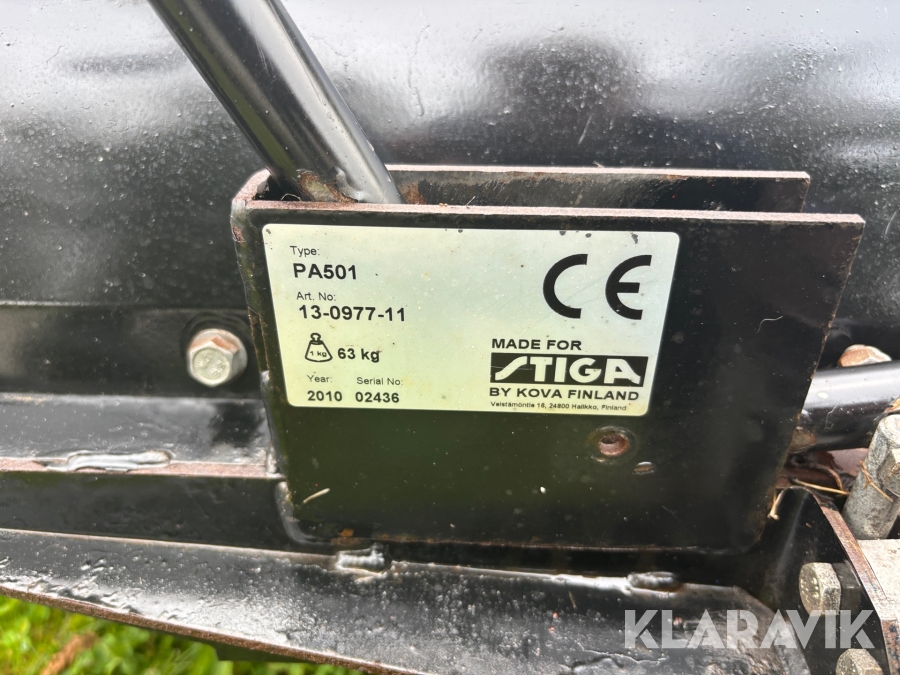 Type:
PA501
Art. No:
13-0977-11
1 kg 63 kg
Year: Serial No:
2010 02436
CE
MADE FOR
STIGA
BY KOVA FINLAND
Veistämöntie 16, 24800 Halikko, Finland
KLARAVIK